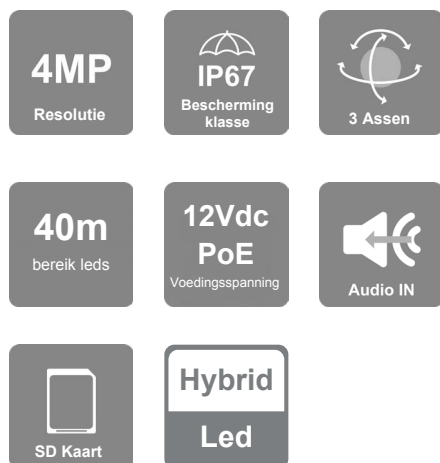 4MP
Resolutie
IP67
Bescherming
klasse
3 Assen
40m
bereik leds
12Vdc
PoE
Voedingsspanning
Audio IN
SD Kaart
Hybrid
Led